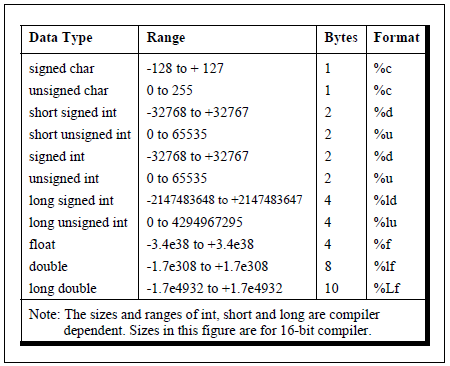 Data Type Range Bytes Format
signed char -128 to + 127 1 %c
unsigned char 0 to 255 1 %c
short signed int -32768 to +32767 2 %d
short unsigned int 0 to 65535 2 %u
signed int -32768 to +32767 2 %d
unsigned int 0 to 65535 2 %u
long signed int -2147483648 to +2147483647 4 %ld
long unsigned int 0 to 4294967295 4 %lu
float -3.4e38 to +3.4e38 4 %f
double -1.7e308 to +1.7e308 8 %lf
long double -1.7e4932 to +1.7e4932 10 %Lf
Note: The sizes and ranges of int, short and long are compiler
dependent. Sizes in this figure are for 16-bit compiler.